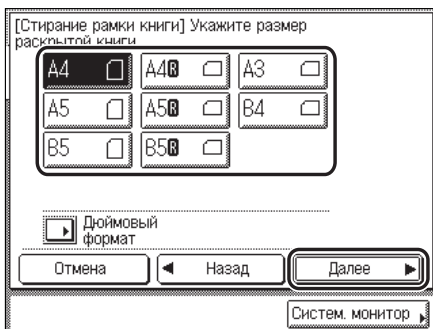 [Стирание рамки книги] Укажите размер
раскрытой книги
A4 A4R A3
A5 A5R B4
B5 B5R
Дюймовый
формат
Отмена Назад Далее
Систем. монитор